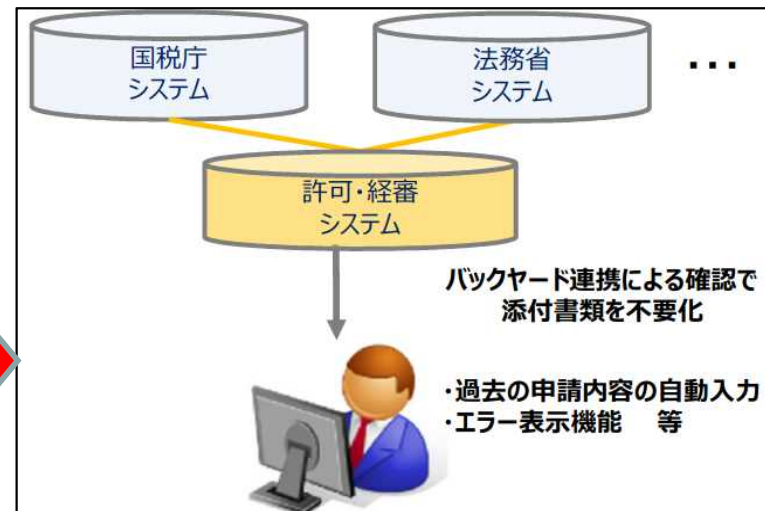 国税庁
システム
法務省
システム
...
許可・経審
システム
バックヤード連携による確認で
添付書類を不要化
・過去の申請内容の自動入力
・エラー表示機能　等